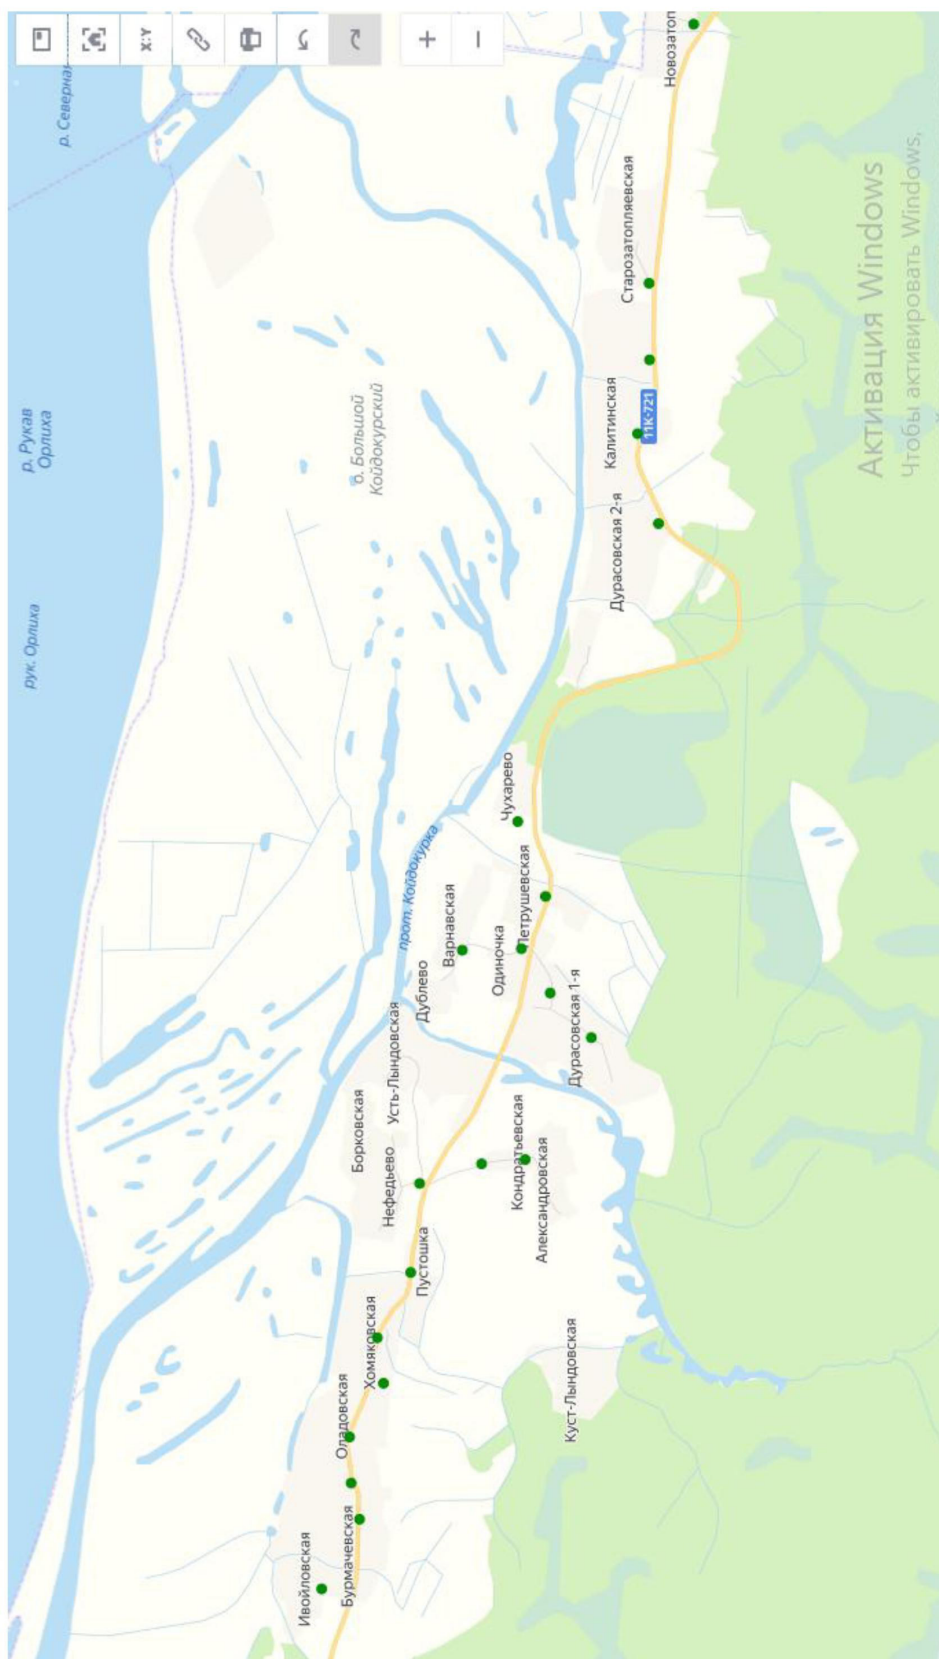 X:Y
р. Северная
р. Рукав
Орлиха
рук. Орлиха
о. Большой
Койдокурский
прот. Койдокурка
Новозатоп
Старозатопляевская
Калитинская
11К-721
Дурасовская 2-я
Чухарево
Петрушевская
Варнавская
Одиночка
Дублево
Дурасовская 1-я
Усть-Лындовская
Борковская
Нефедьево
Кондратьевская
Александровская
Пустошка
Хомяковская
Куст-Лындовская
Оладовская
Бурмачевская
Ивойловская
Активация Windows
Чтобы активировать Windows,